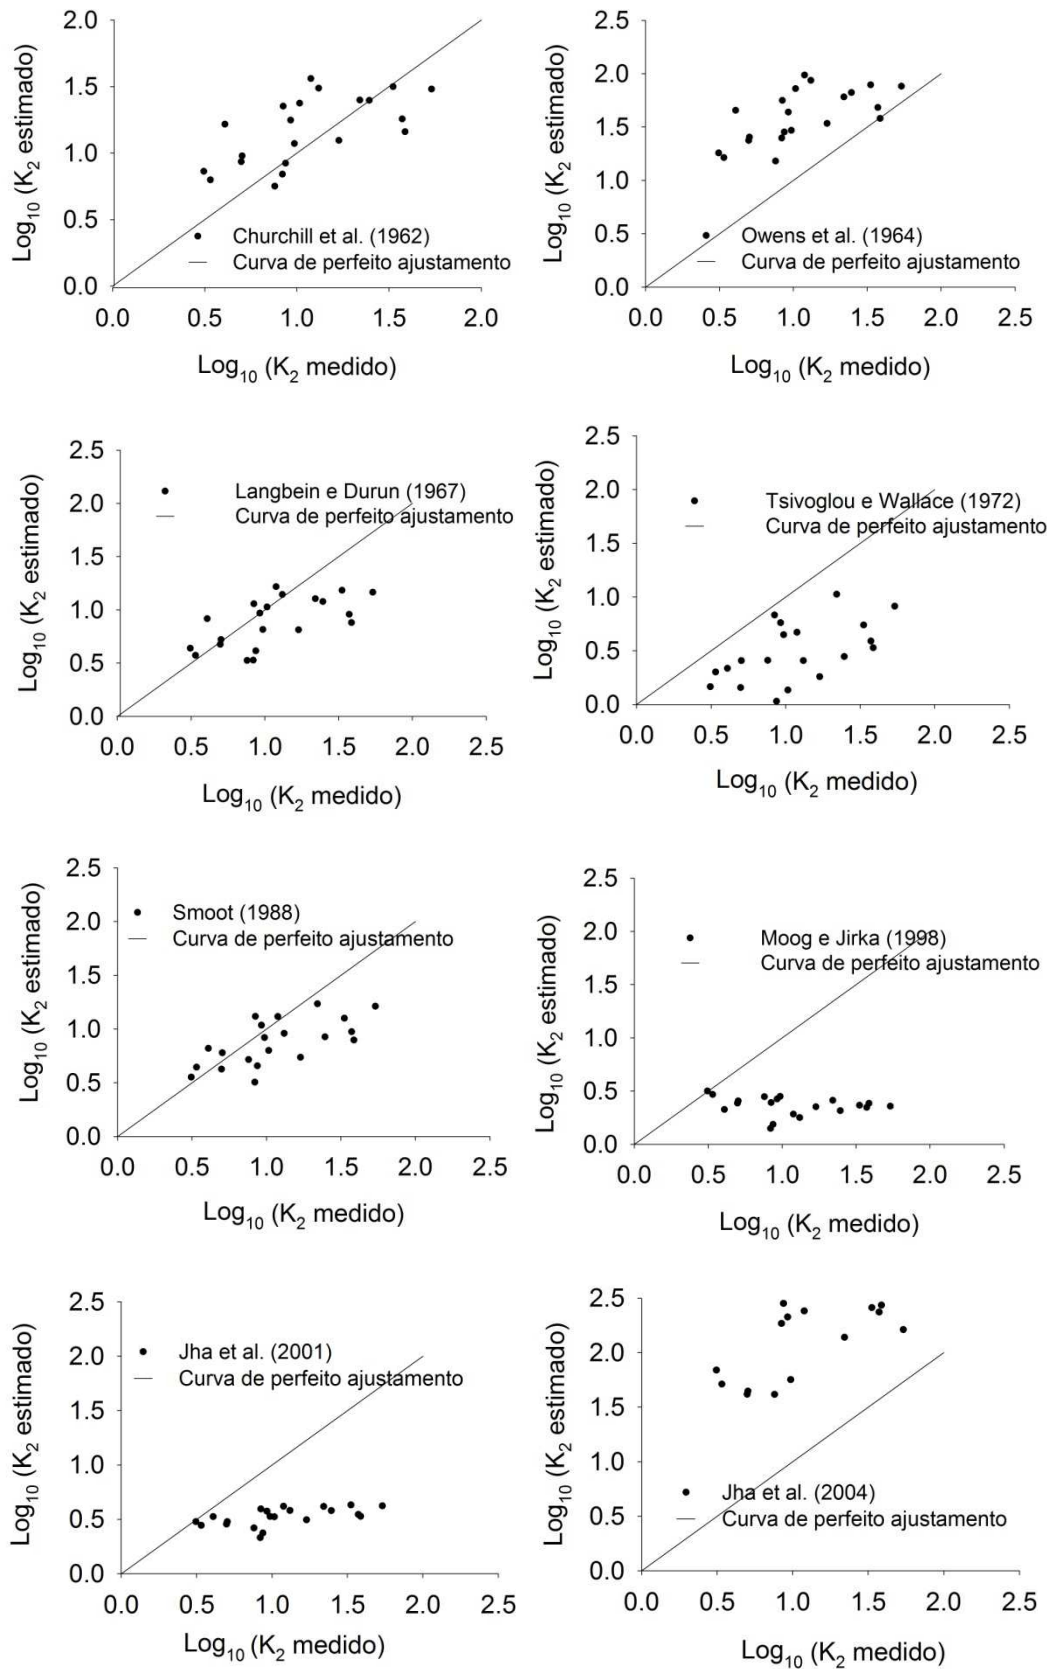 2.0
1.5
1.0
0.5
0.0
Log10 (K2 estimado)
Churchill et al. (1962)
Curva de perfeito ajustamento
0.0 0.5 1.0 1.5 2.0
Log10 (K2 medido)
2.5
2.0
1.5
1.0
0.5
0.0
Log10 (K2 estimado)
Owens et al. (1964)
Curva de perfeito ajustamento
0.0 0.5 1.0 1.5 2.0 2.5
Log10 (K2 medido)
2.5
2.0
1.5
1.0
0.5
0.0
Log10 (K2 estimado)
Langbein e Durun (1967)
Curva de perfeito ajustamento
0.0 0.5 1.0 1.5 2.0 2.5
Log10 (K2 medido)
2.5
2.0
1.5
1.0
0.5
0.0
Log10 (K2 estimado)
Tsivoglou e Wallace (1972)
Curva de perfeito ajustamento
0.0 0.5 1.0 1.5 2.0 2.5
Log10 (K2 medido)
2.5
2.0
1.5
1.0
0.5
0.0
Log10 (K2 estimado)
Smoot (1988)
Curva de perfeito ajustamento
0.0 0.5 1.0 1.5 2.0 2.5
Log10 (K2 medido)
2.5
2.0
1.5
1.0
0.5
0.0
Log10 (K2 estimado)
Moog e Jirka (1998)
Curva de perfeito ajustamento
0.0 0.5 1.0 1.5 2.0 2.5
Log10 (K2 medido)
2.5
2.0
1.5
1.0
0.5
0.0
Log10 (K2 estimado)
Jha et al. (2001)
Curva de perfeito ajustamento
0.0 0.5 1.0 1.5 2.0 2.5
Log10 (K2 medido)
2.5
2.0
1.5
1.0
0.5
0.0
Log10 (K2 estimado)
Jha et al. (2004)
Curva de perfeito ajustamento
0.0 0.5 1.0 1.5 2.0 2.5
Log10 (K2 medido)